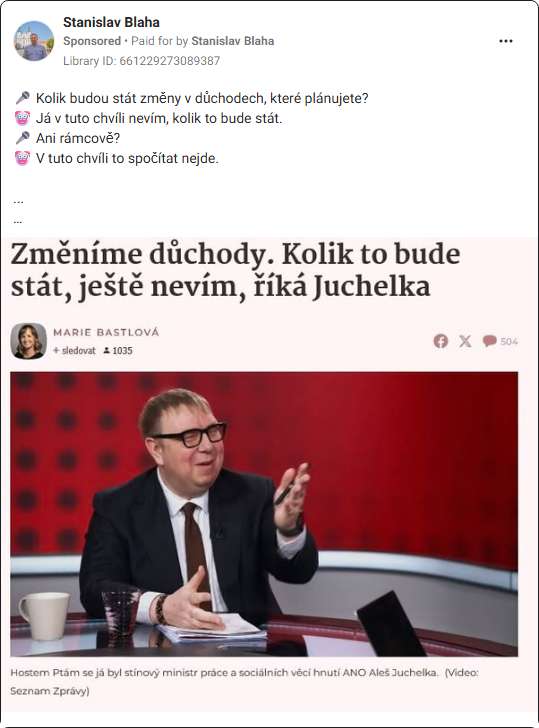 Stanislav Blaha
Sponsored • Paid for by Stanislav Blaha
Library ID: 661229273089387
🎤 Kolik budou stát změny v důchodech, které plánujete?
🤡 Já v tuto chvíli nevím, kolik to bude stát.
🎤 Ani rámcově?
🤡 V tuto chvíli to spočítat nejde.
...
...
Změníme důchody. Kolik to bude
stát, ještě nevím, říká Juchelka
MARIE BASTLOVÁ
+ sledovat 1035
504
Hostem Ptám se já byl stínový ministr práce a sociálních věcí hnutí ANO Aleš Juchelka. (Video:
Seznam Zprávy)